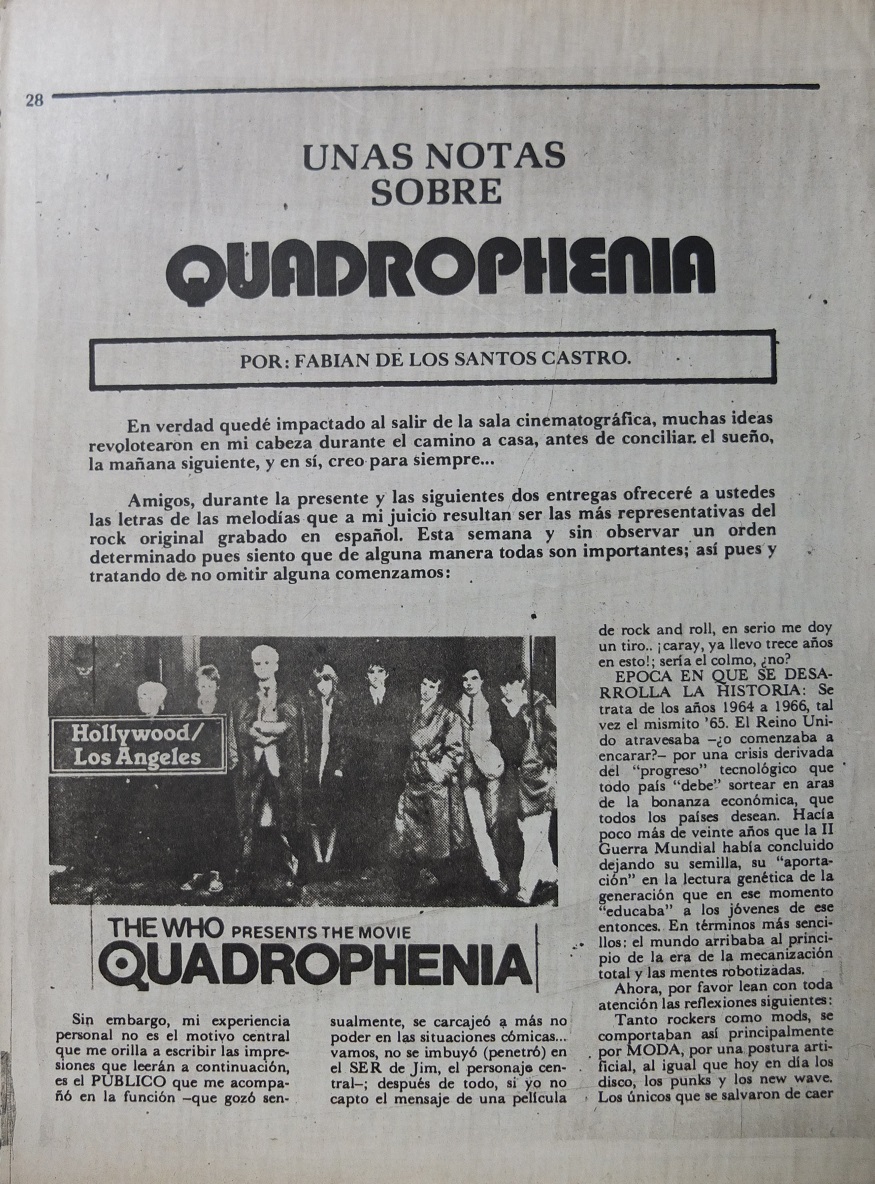 28
UNAS NOTAS
SOBRE
QUADROPHENIA
POR: FABIAN DE LOS SANTOS CASTRO.
En verdad quedé impactado al salir de la sala cinematográfica, muchas ideas
revolotearon en mi cabeza durante el camino a casa, antes de conciliar el sueño,
la mañana siguiente, y en sí, creo para siempre...
Amigos, durante la presente y las siguientes dos entregas ofreceré a ustedes
las letras de las melodías que a mi juicio resultan ser las más representativas del
rock original grabado en español. Esta semana y sin observar un orden
determinado pues siento que de alguna manera todas son importantes; así pues y
tratando de no omitir alguna comenzamos:
Hollywood/
Los Angeles
THE WHO PRESENTS THE MOVIE
QUADROPHENIA
Sin embargo, mi experiencia
personal no es el motivo central
que me orilla a escribir las impre-
siones que leerán a continuación,
es el PUBLICO que me acompa-
ñó en la función —que gozó sen-
sualmente, se carcajeó a más no
poder en las situaciones cómicas...
vamos, no se imbuyó (penetró) en
el SER de Jim, el personaje cen-
tral—; después de todo, si yo no
capto el mensaje de una película
de rock and roll, en serio me doy
un tiro.. ¡caray, ya llevo trece años
en esto!; sería el colmo, ¿no?
EPOCA EN QUE SE DESA-
RROLLA LA HISTORIA: Se
trata de los años 1964 a 1966, tal
vez el mismito '65. El Reino Uni-
do atravesaba —¿o comenzaba a
encarar?— por una crisis derivada
del "progreso" tecnológico que
todo país "debe" sortear en aras
de la bonanza económica, que
todos los países desean. Hacía
poco más de veinte años que la II
Guerra Mundial había concluido
dejando su semilla, su "aporta-
ción" en la lectura genética de la
generación que en ese momento
"educaba" a los jóvenes de ese
entonces. En términos más senci-
llos: el mundo arribaba al princi-
pio de la era de la mecanización
total y las mentes robotizadas.
Ahora, por favor lean con toda
atención las reflexiones siguientes:
Tanto rockers como mods, se
comportaban así principalmente
por MODA, por una postura arti-
ficial, al igual que hoy en día los
disco, los punks y los new wave.
Los únicos que se salvaron de caer